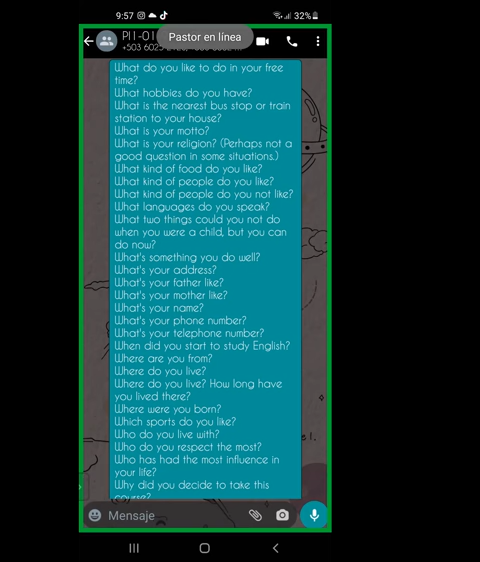 9:57
32%
PII-01
Pastor en línea
+503 602
What do you like to do in your free
time?
What hobbies do you have?
What is the nearest bus stop or train
station to your house?
What is your motto?
What is your religion? (Perhaps not a
good question in some situations.)
What kind of food do you like?
What kind of people do you like?
What kind of people do you not like?
What languages do you speak?
What two things could you not do
when you were a child, but you can
do now?
What's something you do well?
What's your address?
What's your father like?
What's your mother like?
What's your name?
What's your phone number?
What's your telephone number?
When did you start to study English?
Where are you from?
Where do you live?
Where do you live? How long have
you lived there?
Where were you born?
Which sports do you like?
Who do you live with?
Who do you respect the most?
Who has had the most influence in
your life?
Why did you decide to take this
course?
Mensaje